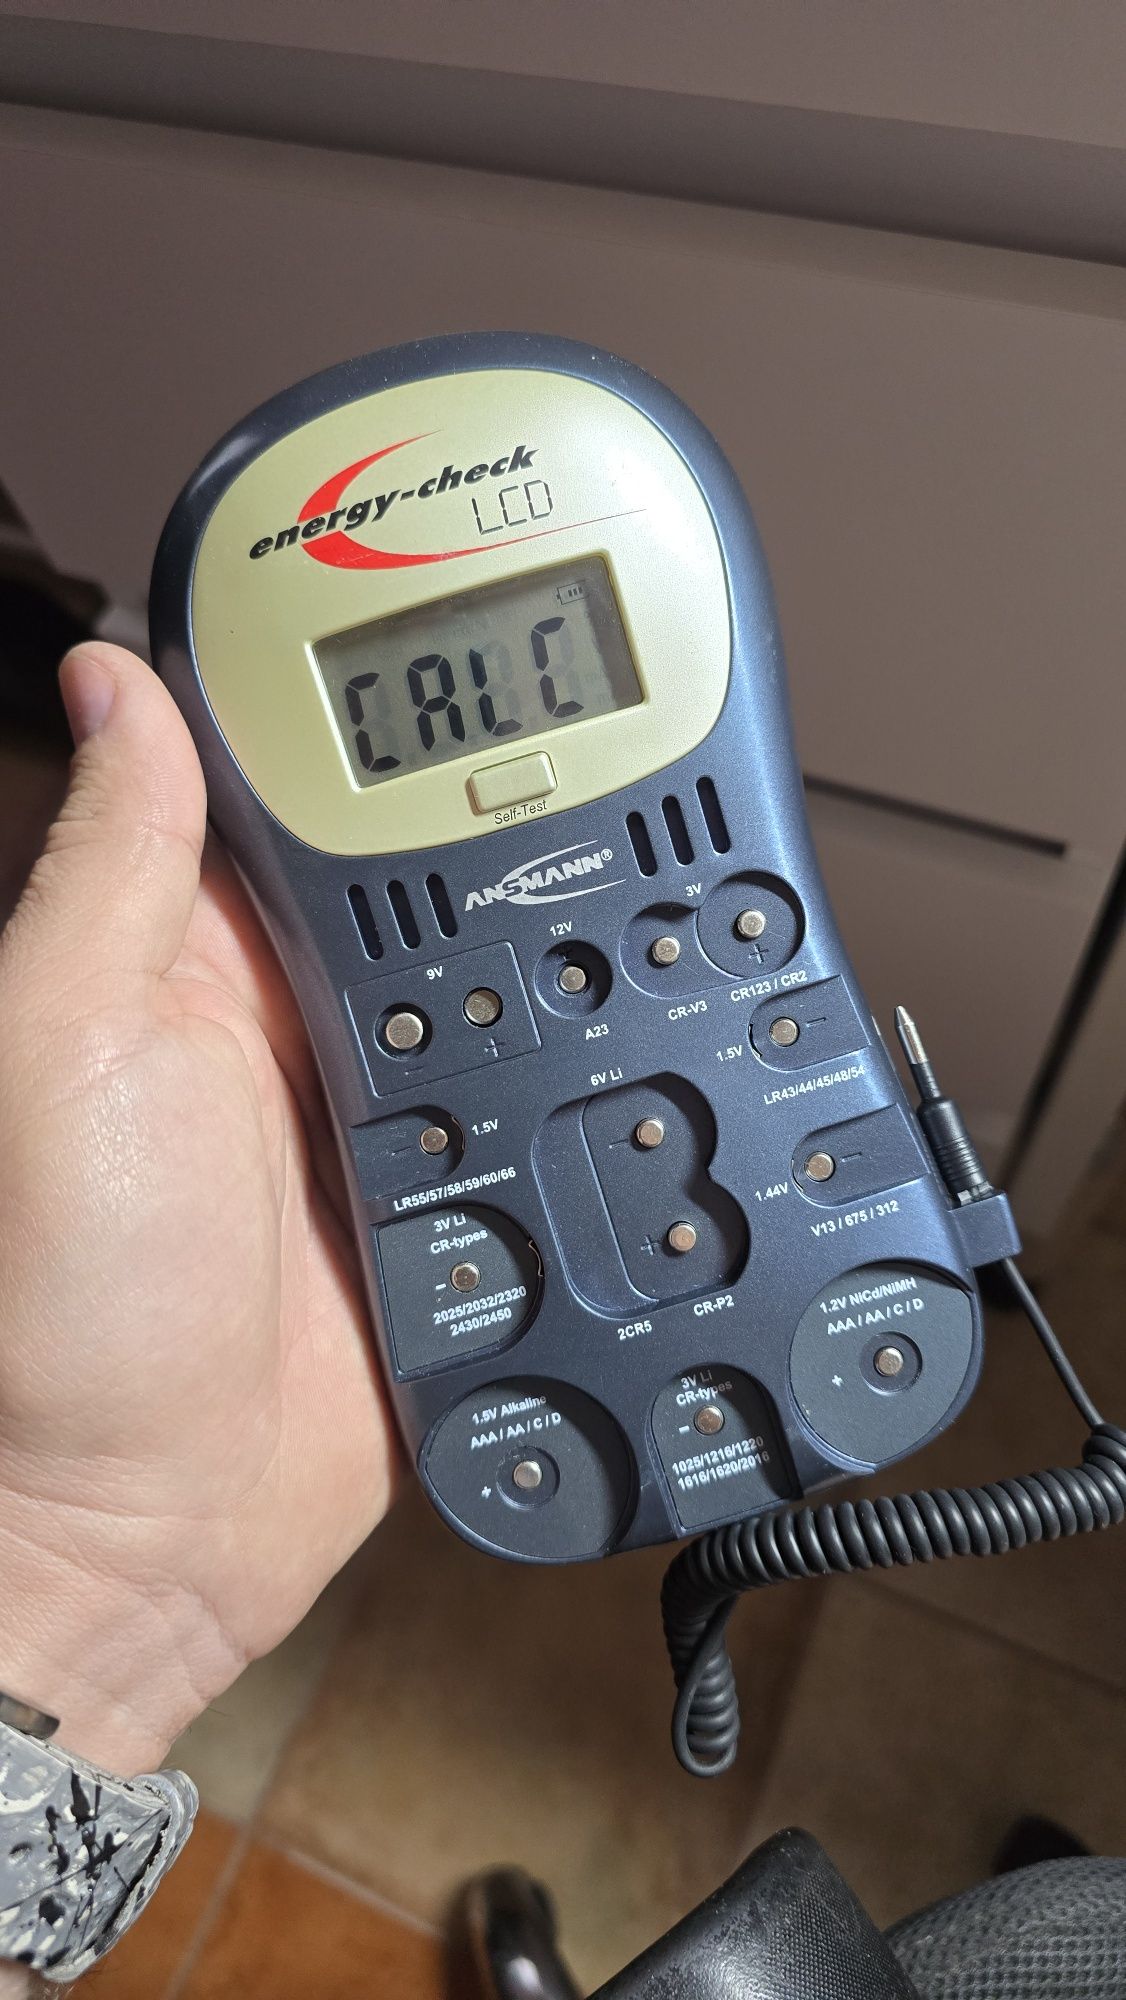 energy-check
LCD
CALC
Self-Test
ANSMANN®
9V
+
-
12V
+
A23
3V
+
CR-V3
CR123 / CR2
1.5V
-
LR43/44/45/48/54
6V Li
-
+
2CR5
CR-P2
- 1.5V
LR55/57/58/59/60/66
1.44V
-
V13 / 675 / 312
3V Li
CR-types
-
2025/2032/2320
2430/2450
1.2V NiCd/NiMH
AAA / AA / C / D
+
1.5V Alkaline
AAA / AA / C / D
+
3V Li
CR-types
-
1025/1216/1220
1616/1620/2016